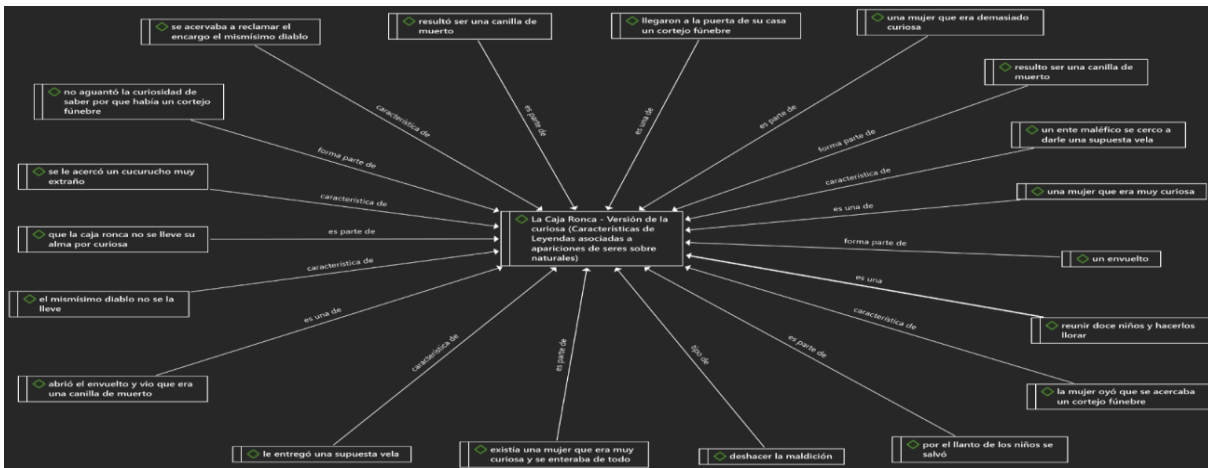 se acervaba a reclamar el
encargo el mismísimo diablo
resultó ser una canilla de
muerto
llegaron a la puerta de su casa
un cortejo fúnebre
una mujer que era demasiado
curiosa
no aguantó la curiosidad de
saber por que había un cortejo
fúnebre
resulto ser una canilla de
muerto
un ente maléfico se cerco a
darle una supuesta vela
se le acercó un cucurucho muy
extraño
una mujer que era muy curiosa
que la caja ronca no se lleve su
alma por curiosa
La Caja Ronca - Versión de la
curiosa (Características de
Leyendas asociadas a
apariciones de seres sobre
naturales)
un envuelto
el mismísimo diablo no se la
lleve
reunir doce niños y hacerlos
llorar
abrió el envuelto y vio que era
una canilla de muerto
la mujer oyó que se acercaba
un cortejo fúnebre
le entregó una supuesta vela
existia una mujer que era muy
curiosa y se enteraba de todo
deshacer la maldición
por el llanto de los niños se
salvó
característica de
es parte de
es una de
es parte de
forma parte de
forma parte de
característica de
característica de
es una de
es parte de
forma parte de
característica de
es una
es una de
característica de
característica de
es parte de
tipo de
es parte de